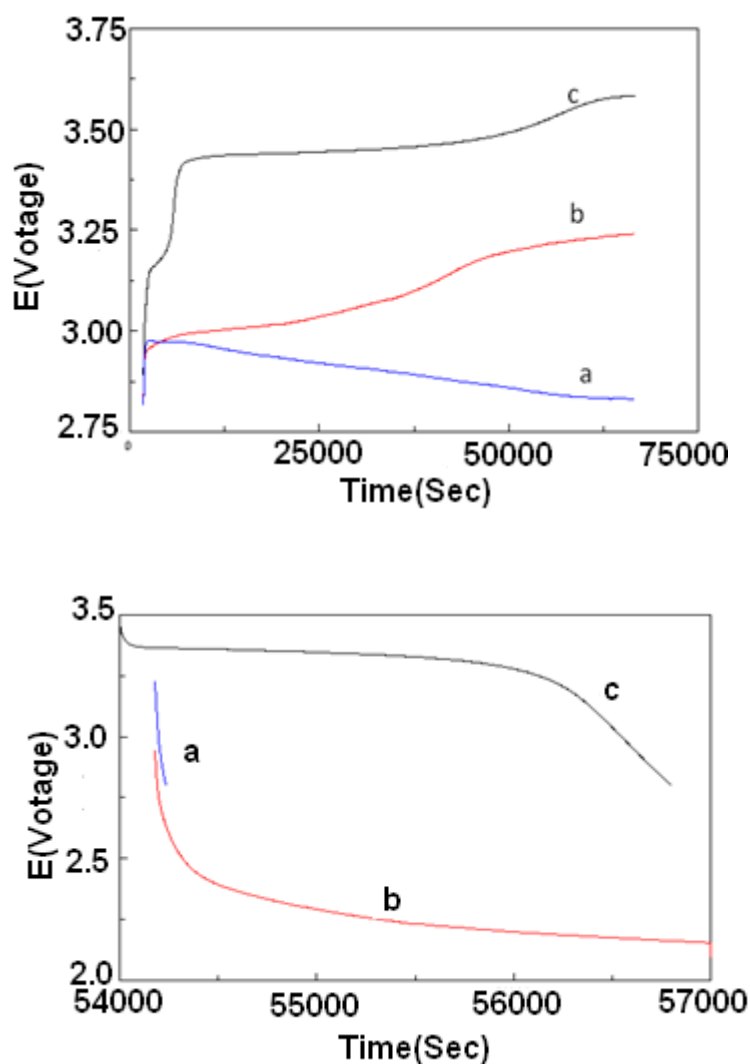 3.75
c
3.50
E(Votage)
b
3.25
3.00
a
2.75
0 25000 50000 75000
Time(Sec)
3.5
c
3.0
a
E(Votage)
2.5
b
2.0
54000 55000 56000 57000
Time(Sec)